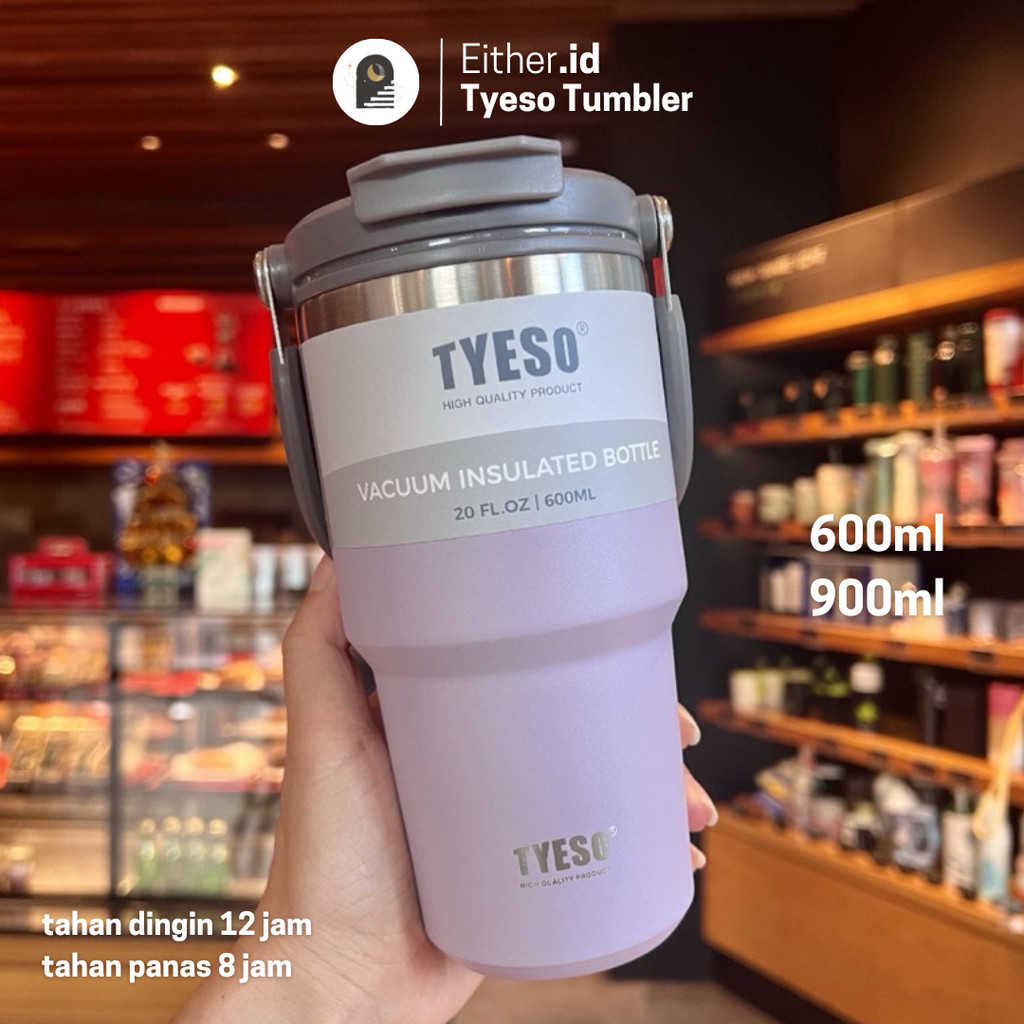 Either.id
Tyeso Tumbler
TYESO®
HIGH QUALITY PRODUCT
VACUUM INSULATED BOTTLE
20 FL.OZ | 600ML
600ml
900ml
TYESO®
HIGH QUALITY PRODUCT
tahan dingin 12 jam
tahan panas 8 jam